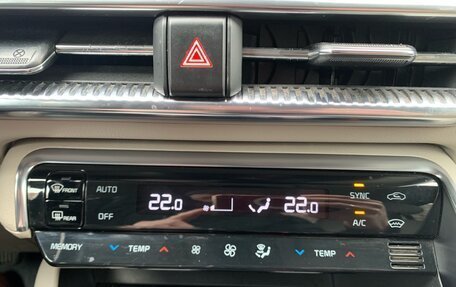 FRONT AUTO 22.0 22.0 SYNC
REAR OFF A/C
MEMORY TEMP TEMP